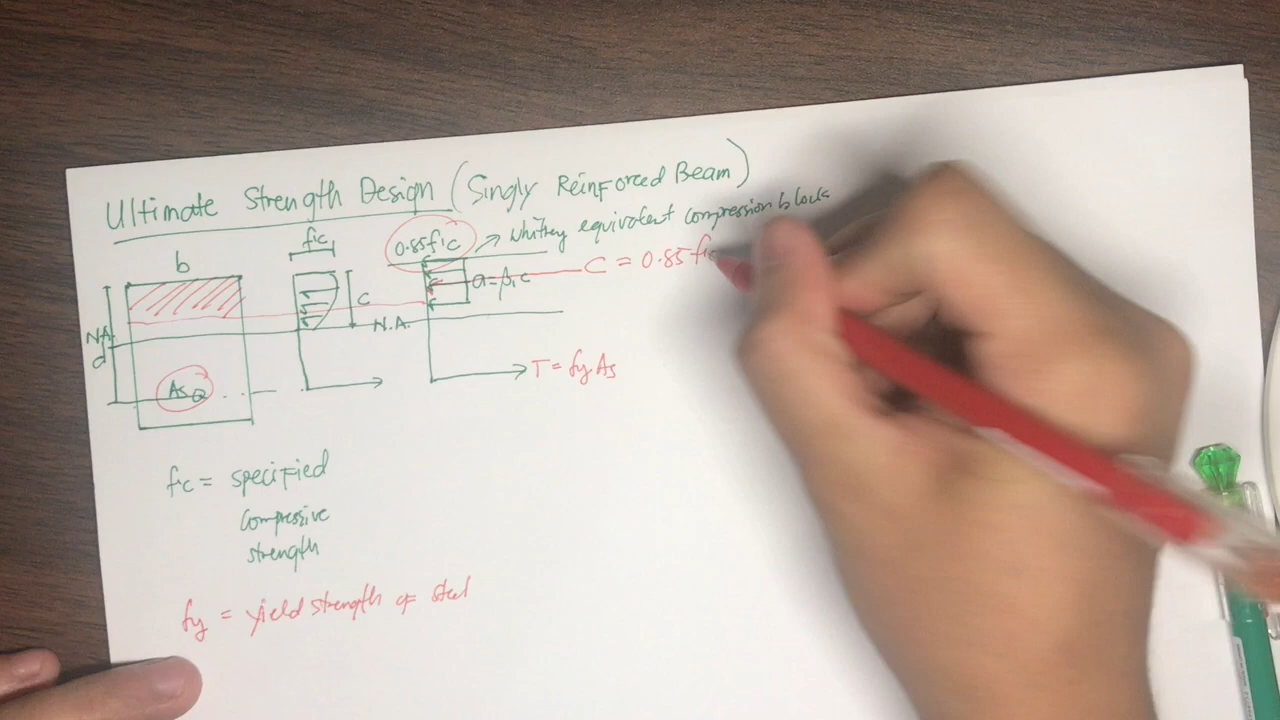 Ultimate Strength Design (Singly Reinforced Beam)
f'c
0.85f'c
Whitney equivalent compression block
b
C = 0.85 f'c
a=β₁c
c
N.A.
N.A.
d
T = fy As
As
f'c = specified
compressive
strength
fy = yield strength of steel